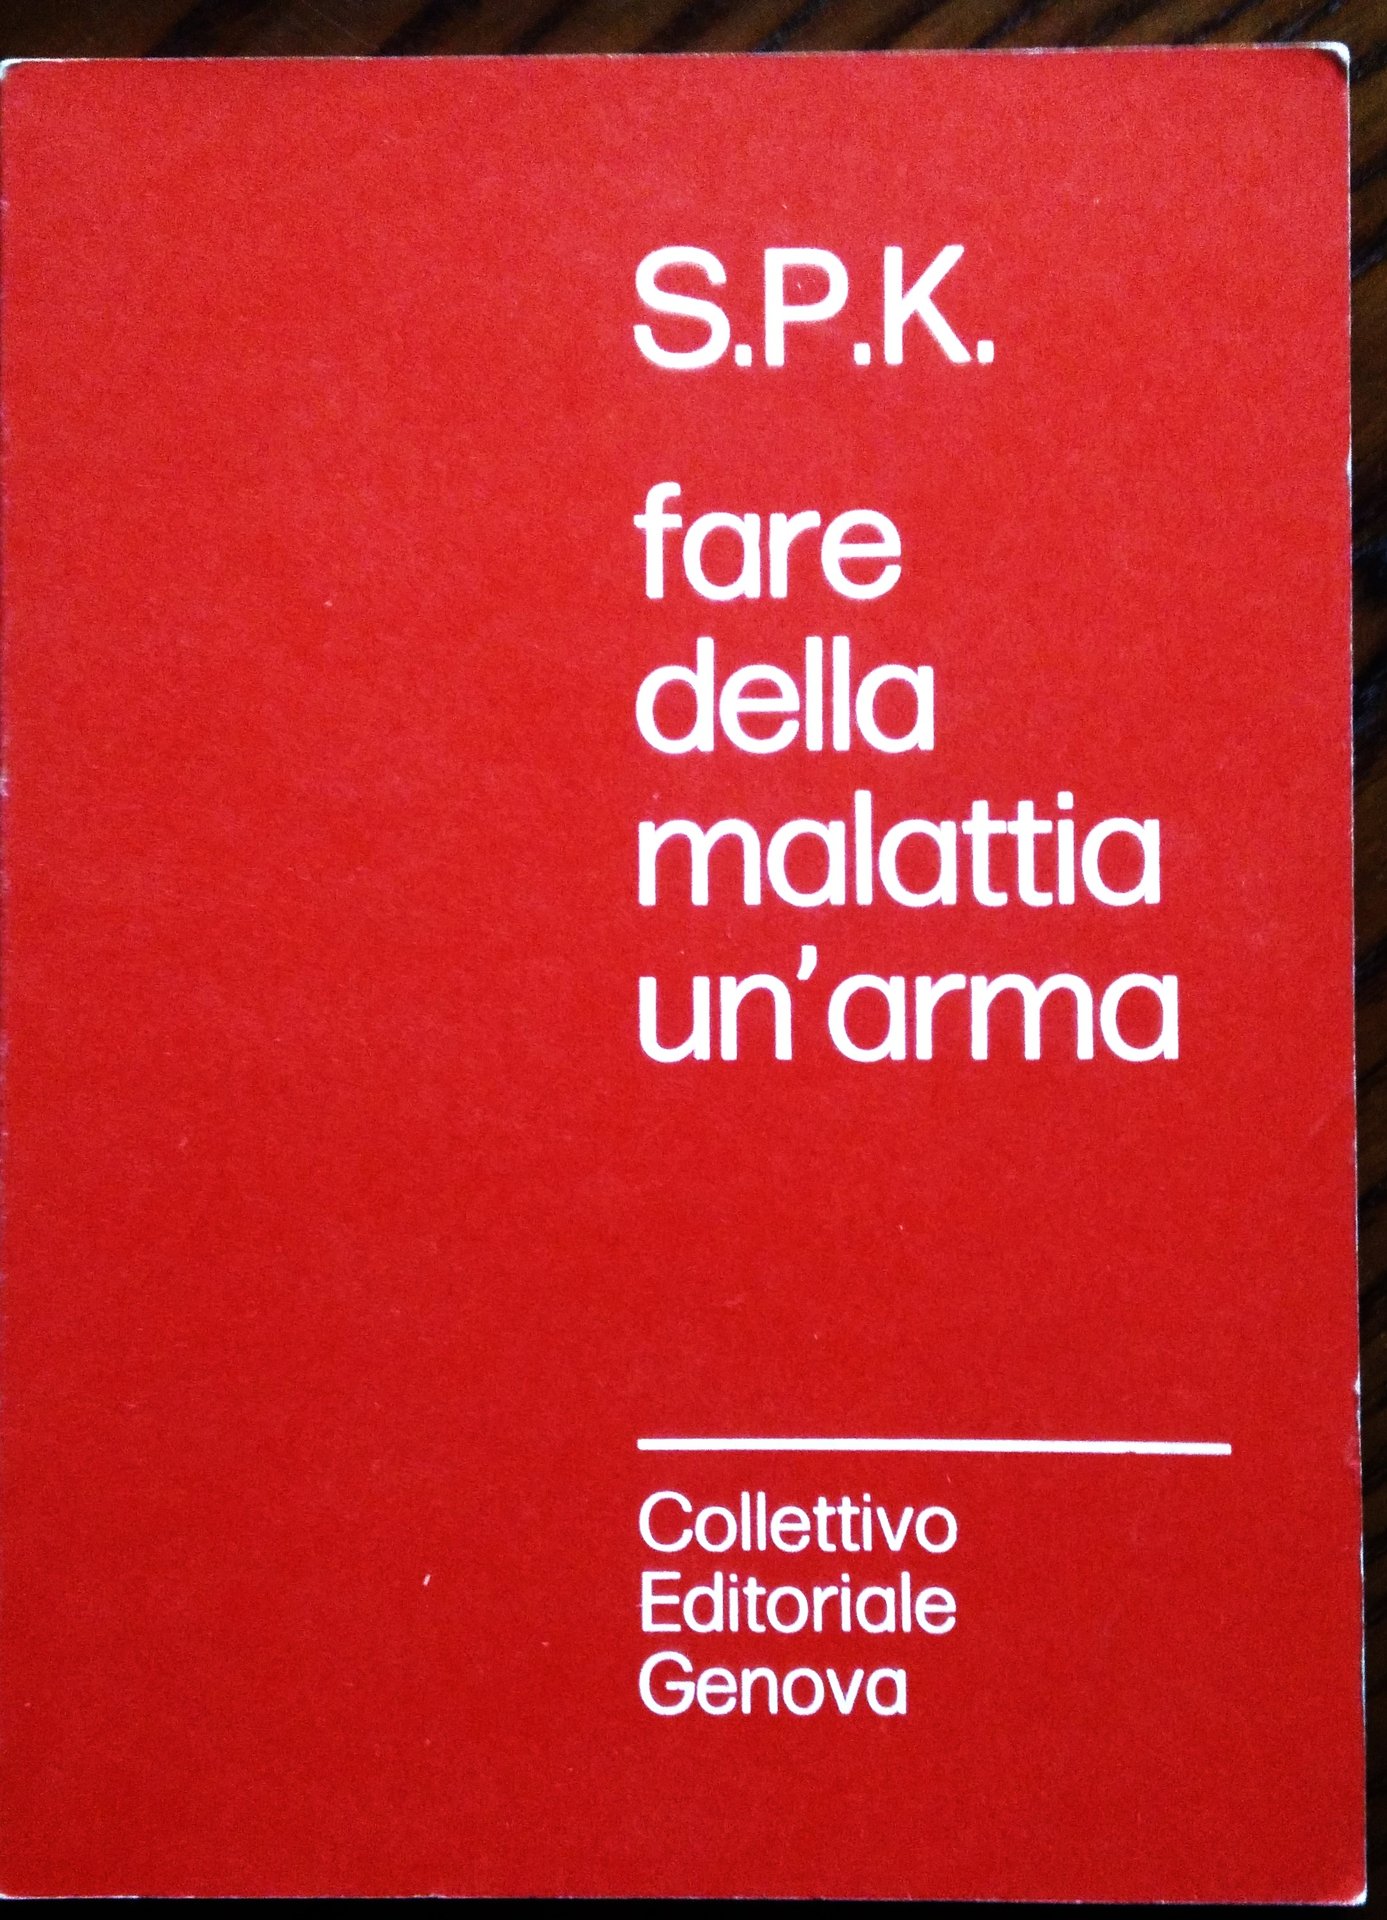 S.P.K.
fare
della
malattia
un'arma
Collettivo
Editoriale
Genova